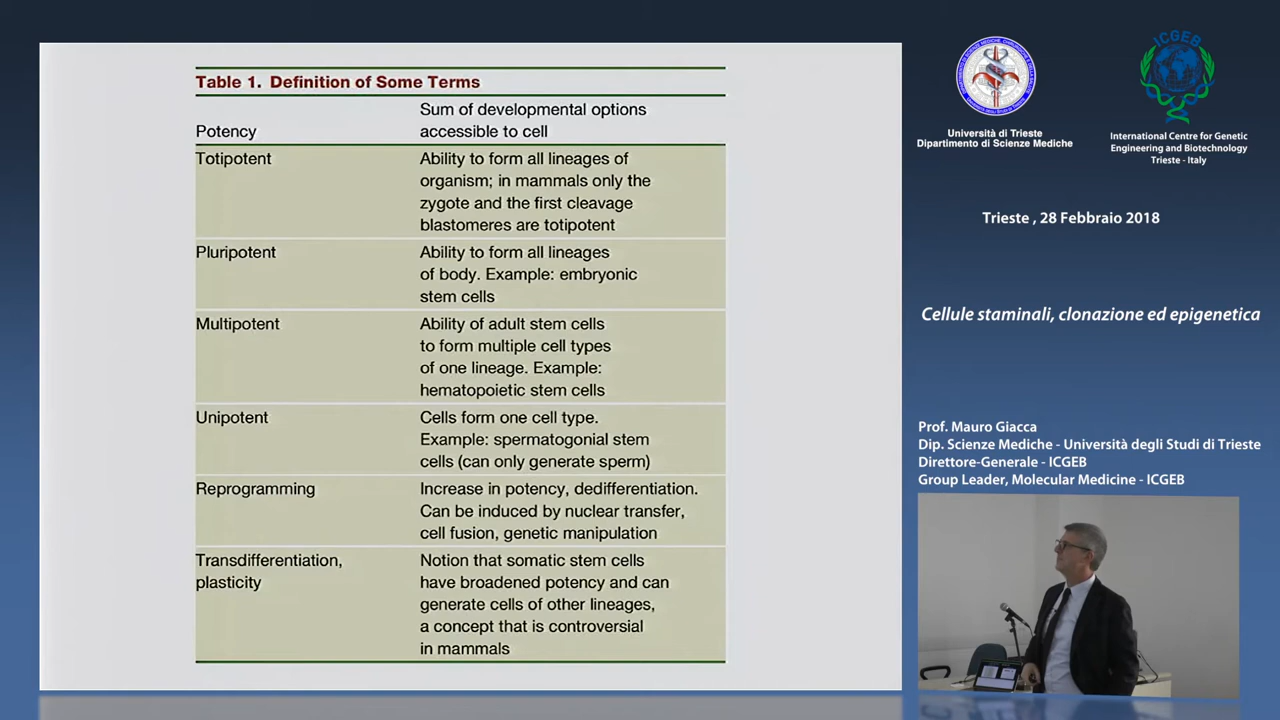 Table 1. Definition of Some Terms
Potency
Sum of developmental options
accessible to cell
Totipotent
Ability to form all lineages of
organism; in mammals only the
zygote and the first cleavage
blastomeres are totipotent
Pluripotent
Ability to form all lineages
of body. Example: embryonic
stem cells
Multipotent
Ability of adult stem cells
to form multiple cell types
of one lineage. Example:
hematopoietic stem cells
Unipotent
Cells form one cell type.
Example: spermatogonial stem
cells (can only generate sperm)
Reprogramming
Increase in potency, dedifferentiation.
Can be induced by nuclear transfer,
cell fusion, genetic manipulation
Transdifferentiation,
plasticity
Notion that somatic stem cells
have broadened potency and can
generate cells of other lineages,
a concept that is controversial
in mammals
Università di Trieste
Dipartimento di Scienze Mediche
ICGEB
International Centre for Genetic
Engineering and Biotechnology
Trieste - Italy
Trieste , 28 Febbraio 2018
Cellule staminali, clonazione ed epigenetica
Prof. Mauro Giacca
Dip. Scienze Mediche - Università degli Studi di Trieste
Direttore-Generale - ICGEB
Group Leader, Molecular Medicine - ICGEB